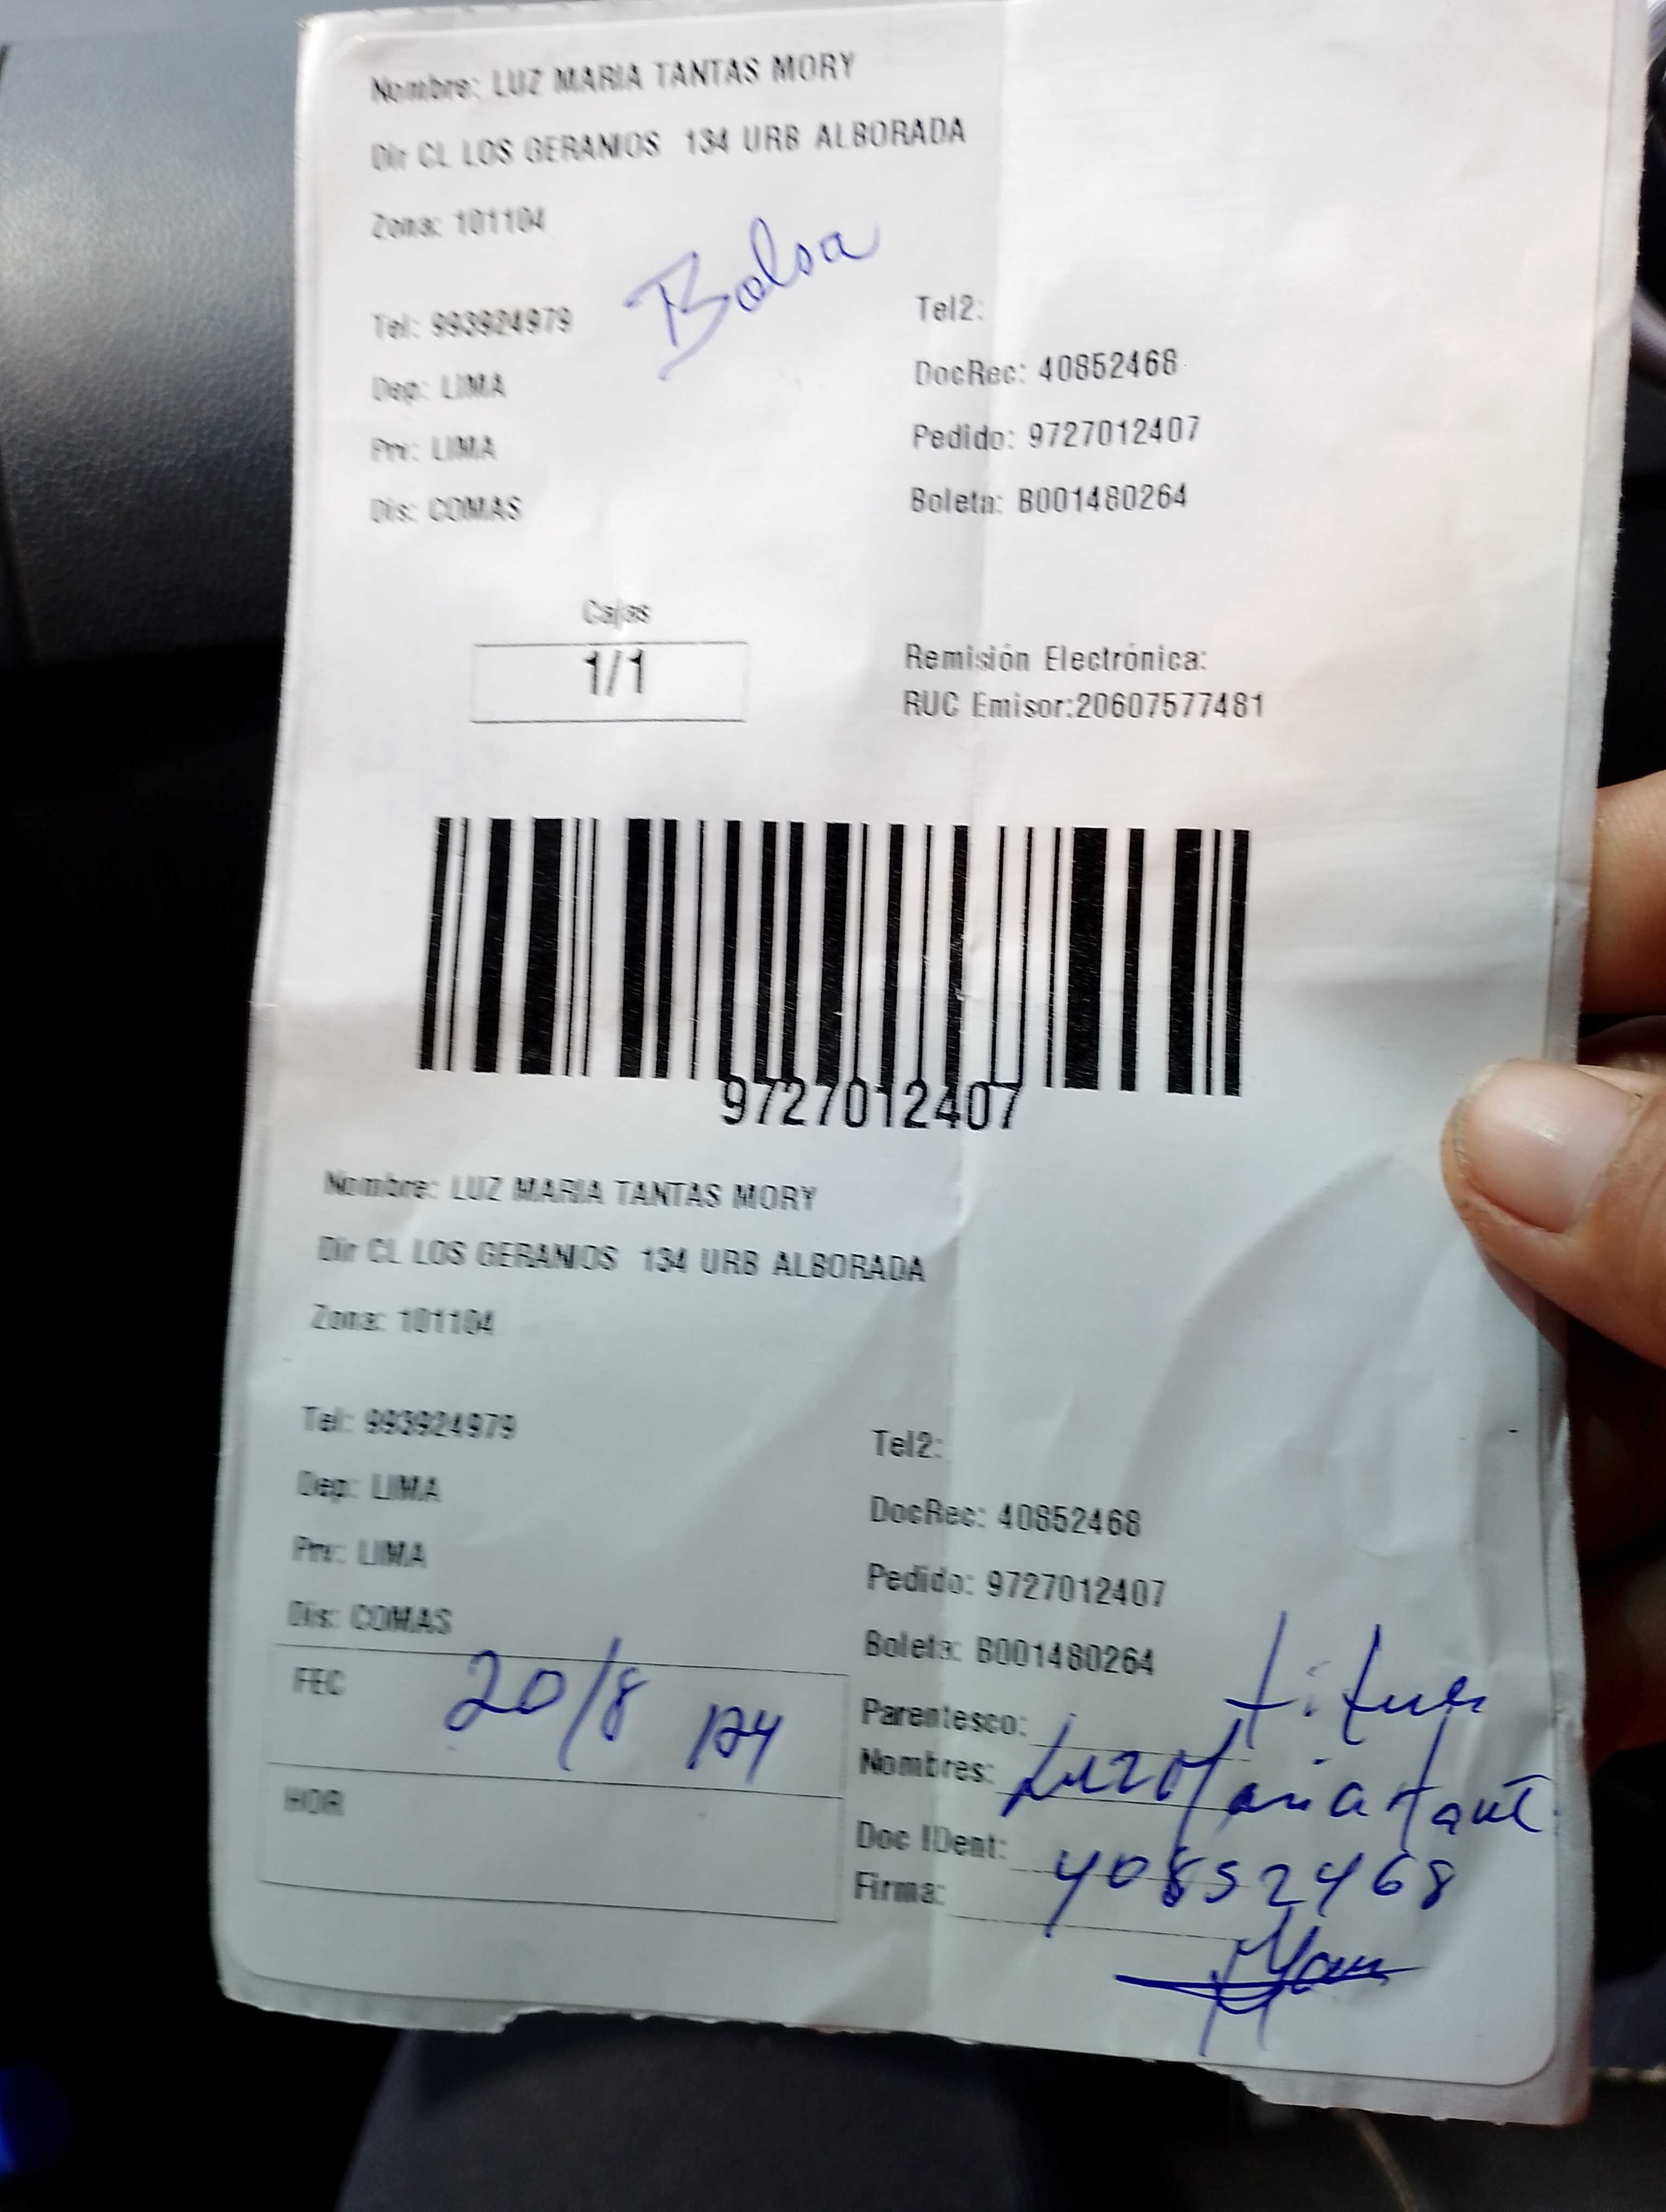 Nombre: LUZ MARIA TANTAS MORY
Dir CL LOS GERANIOS 134 URB ALBORADA
Zona: 101104
Bolsa
Tel: 993924979 Tel2:
Dep: LIMA DocRec: 40852468
Prv: LIMA Pedido: 9727012407
Dis: COMAS Boleta: B001480264
Cajas
1/1
Remisión Electrónica:
RUC Emisor:20607577481
9727012407
Nombre: LUZ MARIA TANTAS MORY
Dir CL LOS GERANIOS 134 URB ALBORADA
Zona: 101104
Tel: 993924979 Tel2:
Dep: LIMA DocRec: 40852468
Prv: LIMA Pedido: 9727012407
Dis: COMAS Boleta: B001480264
FEC 20/8
HOR
Parentesco: titular
Nombres: Luz Maria
Doc IDent: 40852468
Firma: